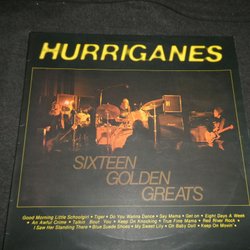 HURRIGANES
SIXTEEN
GOLDEN
GREATS
Good Morning Little Schoolgirl • Tiger • Do You Wanna Dance • Say Mama • Get on • Eight Days A Week
• An Awful Crime • Talkin' Bout You • Keep On Knocking • True Fine Mama • Red River Rock •
I Saw Her Standing There • Blue Suede Shoes • My Sweet Lily • Oh Baby Doll • Keep On Movin'